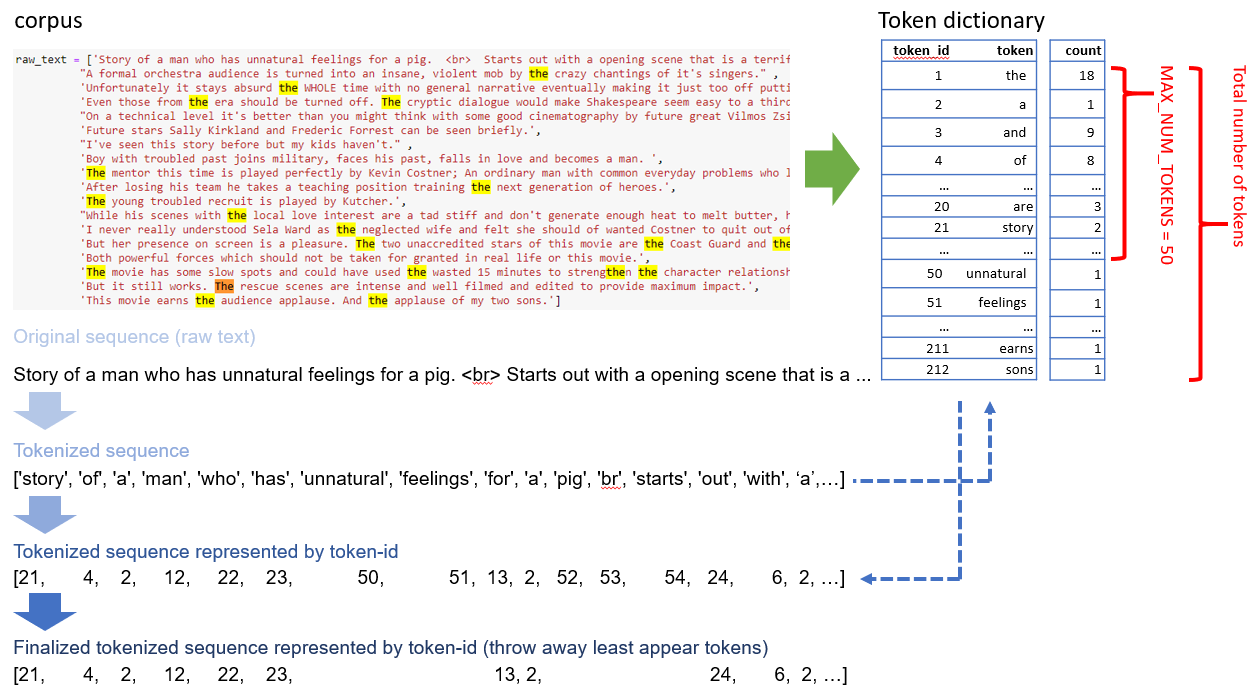 corpus
raw_text = ['Story of a man who has unnatural feelings for a pig.  <br>  Starts out with a opening scene that is a terrif
"A formal orchestra audience is turned into an insane, violent mob by the crazy chantings of it's singers." ,
'Unfortunately it stays absurd the WHOLE time with no general narrative eventually making it just too off putti
'Even those from the era should be turned off. The cryptic dialogue would make Shakespeare seem easy to a third
"On a technical level it's better than you might think with some good cinematography by future great Vilmos Zsi
'Future stars Sally Kirkland and Frederic Forrest can be seen briefly.',
"I've seen this story before but my kids haven't." ,
'Boy with troubled past joins military, faces his past, falls in love and becomes a man. ',
'The mentor this time is played perfectly by Kevin Costner; An ordinary man with common everyday problems who l
'After losing his team he takes a teaching position training the next generation of heroes.',
'The young troubled recruit is played by Kutcher.',
"While his scenes with the local love interest are a tad stiff and don't generate enough heat to melt butter, h
'I never really understood Sela Ward as the neglected wife and felt she should of wanted Costner to quit out of
'But her presence on screen is a pleasure. The two unaccredited stars of this movie are the Coast Guard and the
'Both powerful forces which should not be taken for granted in real life or this movie.',
'The movie has some slow spots and could have used the wasted 15 minutes to strengthen the character relationsh
'But it still works. The rescue scenes are intense and well filmed and edited to provide maximum impact.',
'This movie earns the audience applause. And the applause of my two sons.']
Token dictionary
token_id token count
1 the 18
2 a 1
3 and 9
4 of 8
... ... ...
20 are 3
21 story 2
... ... ...
50 unnatural 1
51 feelings 1
... ... ...
211 earns 1
212 sons 1
MAX_NUM_TOKENS = 50
Total number of tokens
Original sequence (raw text)
Story of a man who has unnatural feelings for a pig. <br> Starts out with a opening scene that is a ...
Tokenized sequence
['story', 'of', 'a', 'man', 'who', 'has', 'unnatural', 'feelings', 'for', 'a', 'pig', 'br', 'starts', 'out', 'with', ‘a’,…]
Tokenized sequence represented by token-id
[21, 4, 2, 12, 22, 23, 50, 51, 13, 2, 52, 53, 54, 24, 6, 2, …]
Finalized tokenized sequence represented by token-id (throw away least appear tokens)
[21, 4, 2, 12, 22, 23, 13, 2, 24, 6, 2, …]